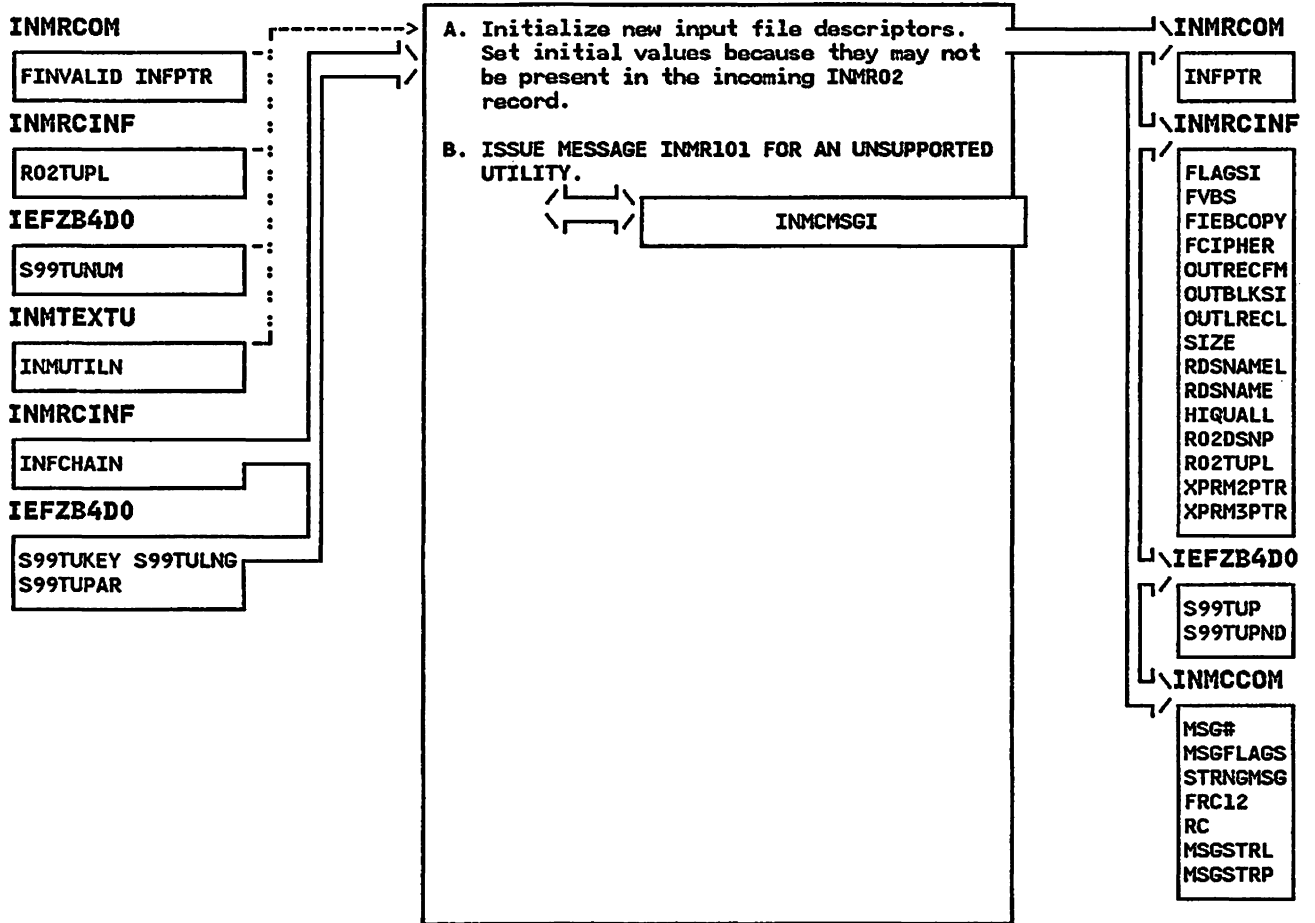 INMRCOM
FINVALID INFPTR
INMRCINF
R02TUPL
IEFZB4D0
S99TUNUM
INMTEXTU
INMUTILN
INMRCINF
INFCHAIN
IEFZB4D0
S99TUKEY S99TULNG
S99TUPAR
A. Initialize new input file descriptors.
Set initial values because they may not
be present in the incoming INMR02
record.
B. ISSUE MESSAGE INMR101 FOR AN UNSUPPORTED
UTILITY.
INMCMSGI
INMRCOM
INFPTR
INMRCINF
FLAGSI
FVBS
FIEBCOPY
FCIPHER
OUTRECFM
OUTBLKSI
OUTLRECL
SIZE
RDSNAMEL
RDSNAME
HIQUALL
R02DSNP
R02TUPL
XPRM2PTR
XPRM3PTR
IEFZB4D0
S99TUP
S99TUPND
INMCCOM
MSG#
MSGFLAGS
STRNGMSG
FRC12
RC
MSGSTRL
MSGSTRP